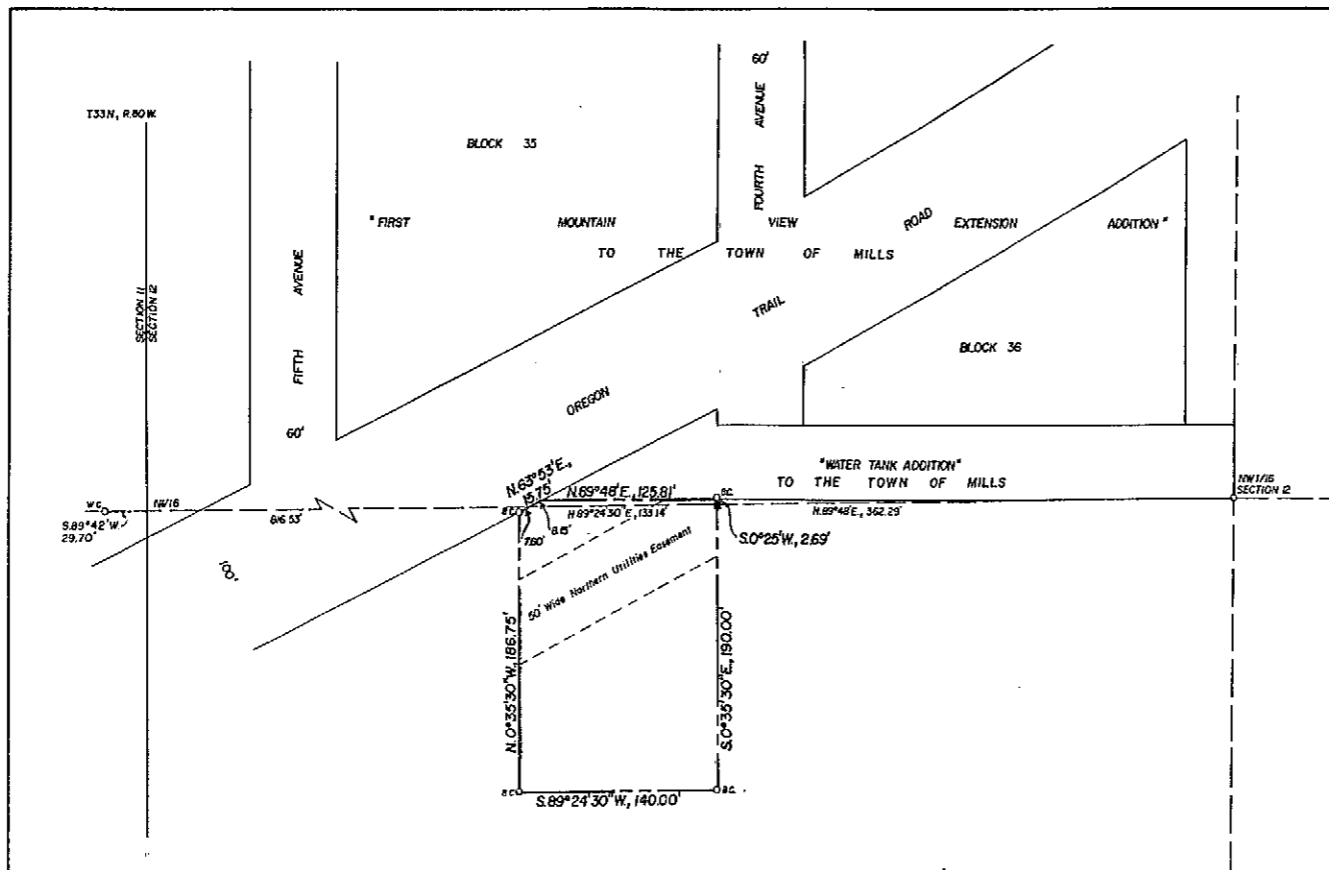 60'
T33N, R.80W.
BLOCK 35
FOURTH AVENUE
"FIRST MOUNTAIN VIEW ROAD EXTENSION ADDITION"
TO THE TOWN OF MILLS
SECTION 11
SECTION 12
FIFTH AVENUE
TRAIL
BLOCK 36
OREGON
60'
"WATER TANK ADDITION"
TO THE TOWN OF MILLS
N.63°53'E.,
15.75'
N.89°48'E., 125.81'
B.C.
NW1/16
SECTION 12
W.C.
N1/16
616.53'
B.C.
N.89°24'30"E., 133.14'
N.89°48'E., 362.29'
S.89°42'W.
29.70'
7.60'
8.15'
S.0°25'W., 2.69'
50' Wide Northern Utilities Easement
100'
N.0°35'30"W., 186.75'
S.0°35'30"E., 190.00'
B.C.
B.C.
S.89°24'30"W., 140.00'